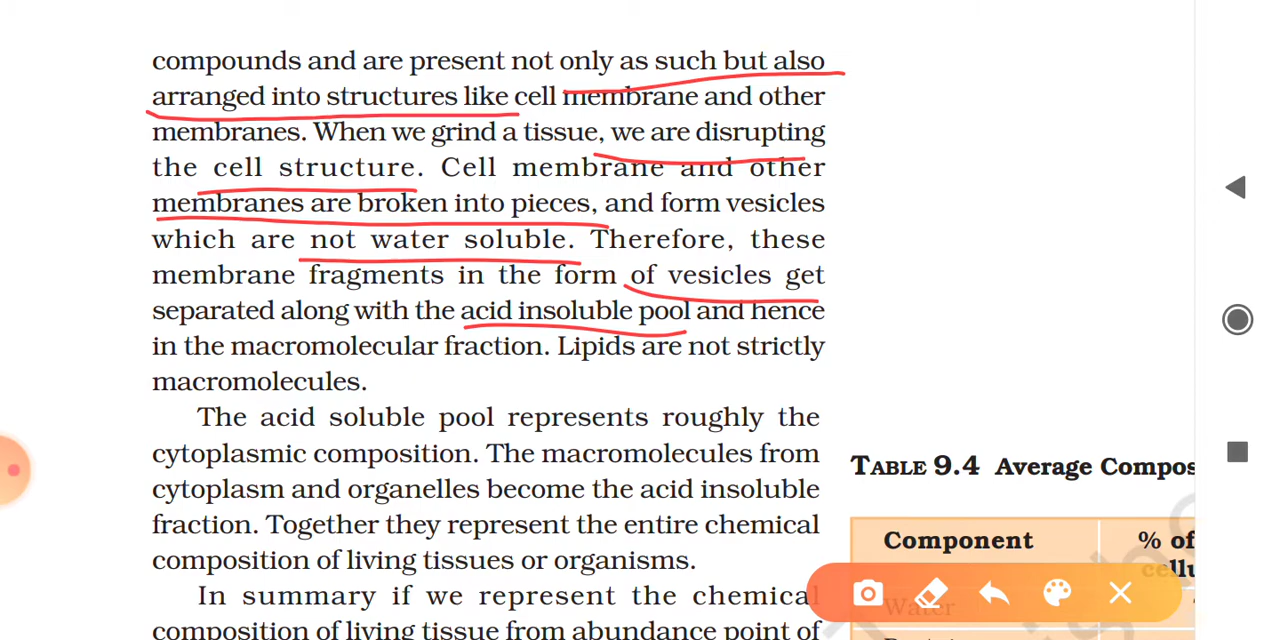 compounds and are present not only as such but also
arranged into structures like cell membrane and other
membranes. When we grind a tissue, we are disrupting
the cell structure. Cell membrane and other
membranes are broken into pieces, and form vesicles
which are not water soluble. Therefore, these
membrane fragments in the form of vesicles get
separated along with the acid insoluble pool and hence
in the macromolecular fraction. Lipids are not strictly
macromolecules.
The acid soluble pool represents roughly the
cytoplasmic composition. The macromolecules from
cytoplasm and organelles become the acid insoluble
fraction. Together they represent the entire chemical
composition of living tissues or organisms.
In summary if we represent the chemical
composition of living tissue from abundance point of
TABLE 9.4 Average Compos
Component % of
cellu
Water